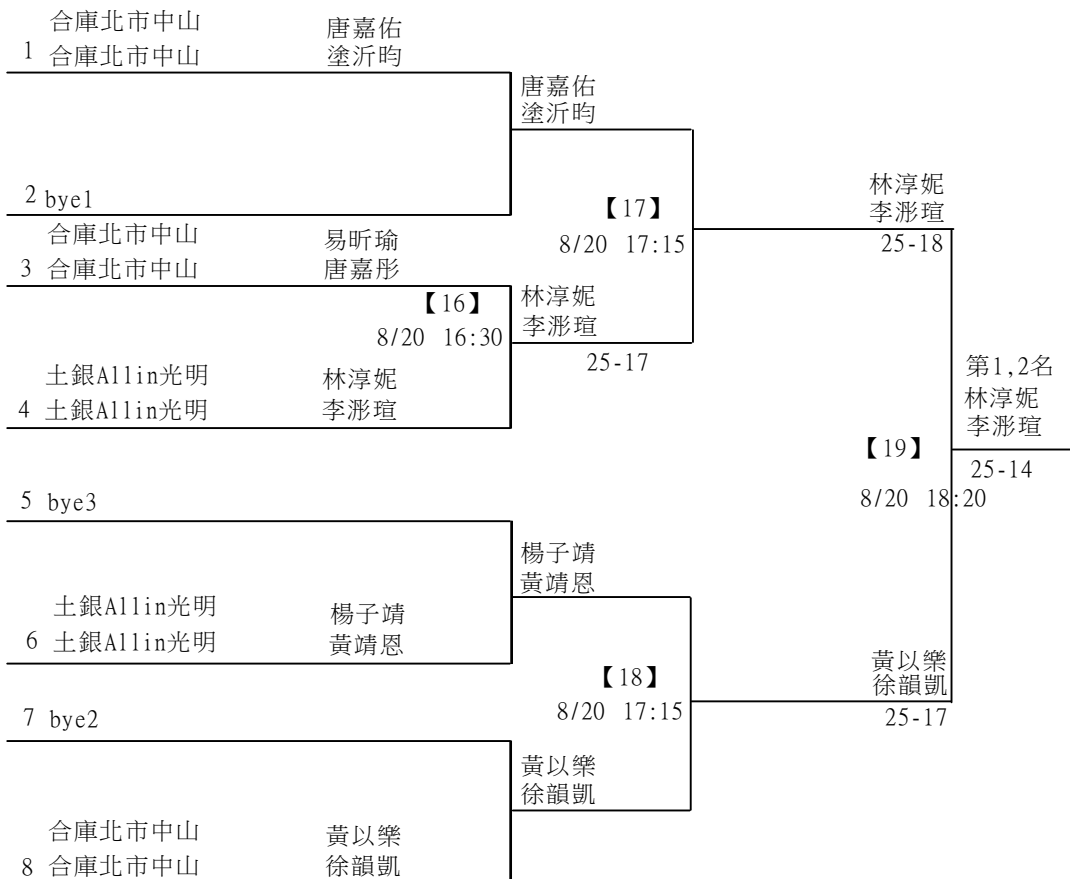 合庫北市中山 唐嘉佑
1 合庫北市中山 塗沂昀
唐嘉佑
塗沂昀
2 bye1
【17】
8/20 17:15
林淳妮
李浵瑄
25-18
合庫北市中山 易昕瑜
3 合庫北市中山 唐嘉彤
【16】
8/20 16:30
林淳妮
李浵瑄
25-17
土銀Allin光明 林淳妮
4 土銀Allin光明 李浵瑄
第1,2名
林淳妮
李浵瑄
【19】
25-14
8/20 18:20
5 bye3
楊子靖
黃靖恩
土銀Allin光明 楊子靖
6 土銀Allin光明 黃靖恩
【18】
8/20 17:15
黃以樂
徐韻凱
25-17
7 bye2
黃以樂
徐韻凱
合庫北市中山 黃以樂
8 合庫北市中山 徐韻凱